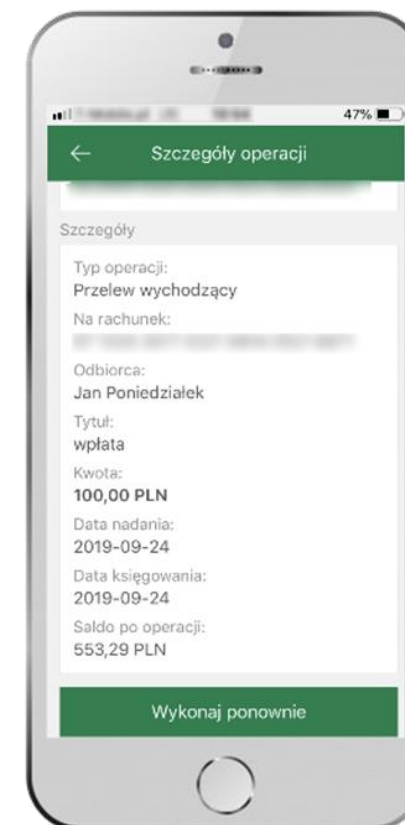 47%
Szczegóły operacji
Szczegóły
Typ operacji:
Przelew wychodzący
Na rachunek:
Odbiorca:
Jan Poniedziałek
Tytuł:
wpłata
Kwota:
100,00 PLN
Data nadania:
2019-09-24
Data księgowania:
2019-09-24
Saldo po operacji:
553,29 PLN
Wykonaj ponownie